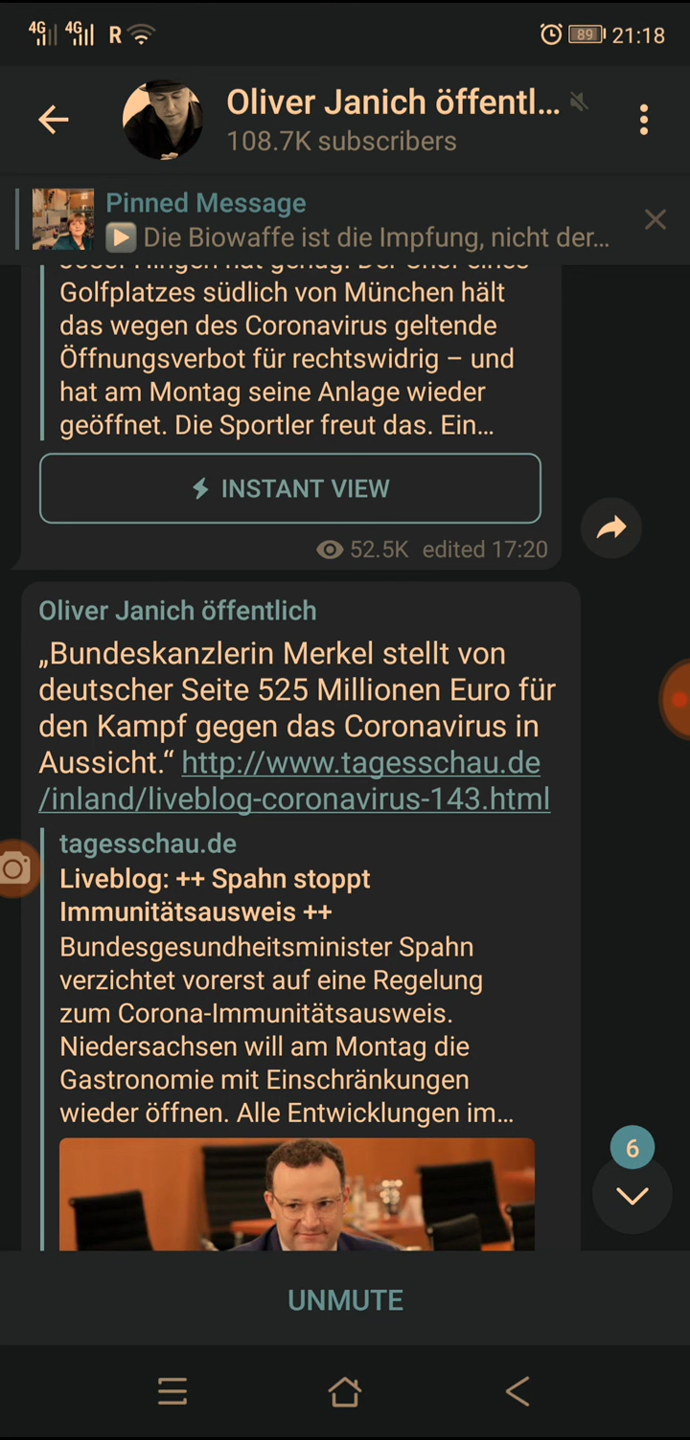 4G 4G R 89 21:18
Oliver Janich öffentl...
108.7K subscribers
Pinned Message
Die Biowaffe ist die Impfung, nicht der...
Golfplatzes südlich von München hält
das wegen des Coronavirus geltende
Öffnungsverbot für rechtswidrig – und
hat am Montag seine Anlage wieder
geöffnet. Die Sportler freut das. Ein...
INSTANT VIEW
52.5K edited 17:20
Oliver Janich öffentlich
„Bundeskanzlerin Merkel stellt von
deutscher Seite 525 Millionen Euro für
den Kampf gegen das Coronavirus in
Aussicht.“ http://www.tagesschau.de
/inland/liveblog-coronavirus-143.html
tagesschau.de
Liveblog: ++ Spahn stoppt
Immunitätsausweis ++
Bundesgesundheitsminister Spahn
verzichtet vorerst auf eine Regelung
zum Corona-Immunitätsausweis.
Niedersachsen will am Montag die
Gastronomie mit Einschränkungen
wieder öffnen. Alle Entwicklungen im...
6
UNMUTE